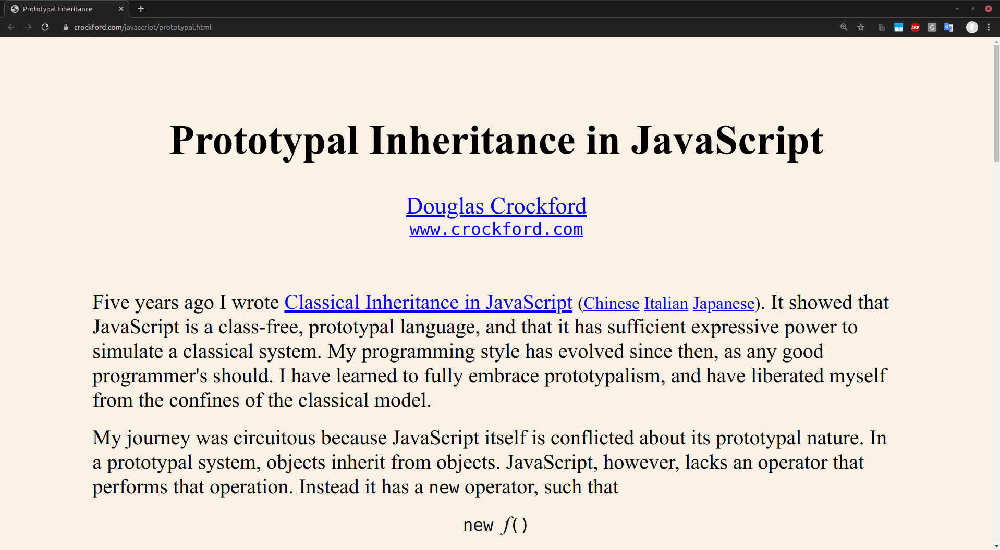 Prototypal Inheritance
crockford.com/javascript/prototypal.html
ABP
G
G
Prototypal Inheritance in JavaScript
Douglas Crockford
www.crockford.com
Five years ago I wrote Classical Inheritance in JavaScript (Chinese Italian Japanese). It showed that
JavaScript is a class-free, prototypal language, and that it has sufficient expressive power to
simulate a classical system. My programming style has evolved since then, as any good
programmer's should. I have learned to fully embrace prototypalism, and have liberated myself
from the confines of the classical model.
My journey was circuitous because JavaScript itself is conflicted about its prototypal nature. In
a prototypal system, objects inherit from objects. JavaScript, however, lacks an operator that
performs that operation. Instead it has a new operator, such that
new f()